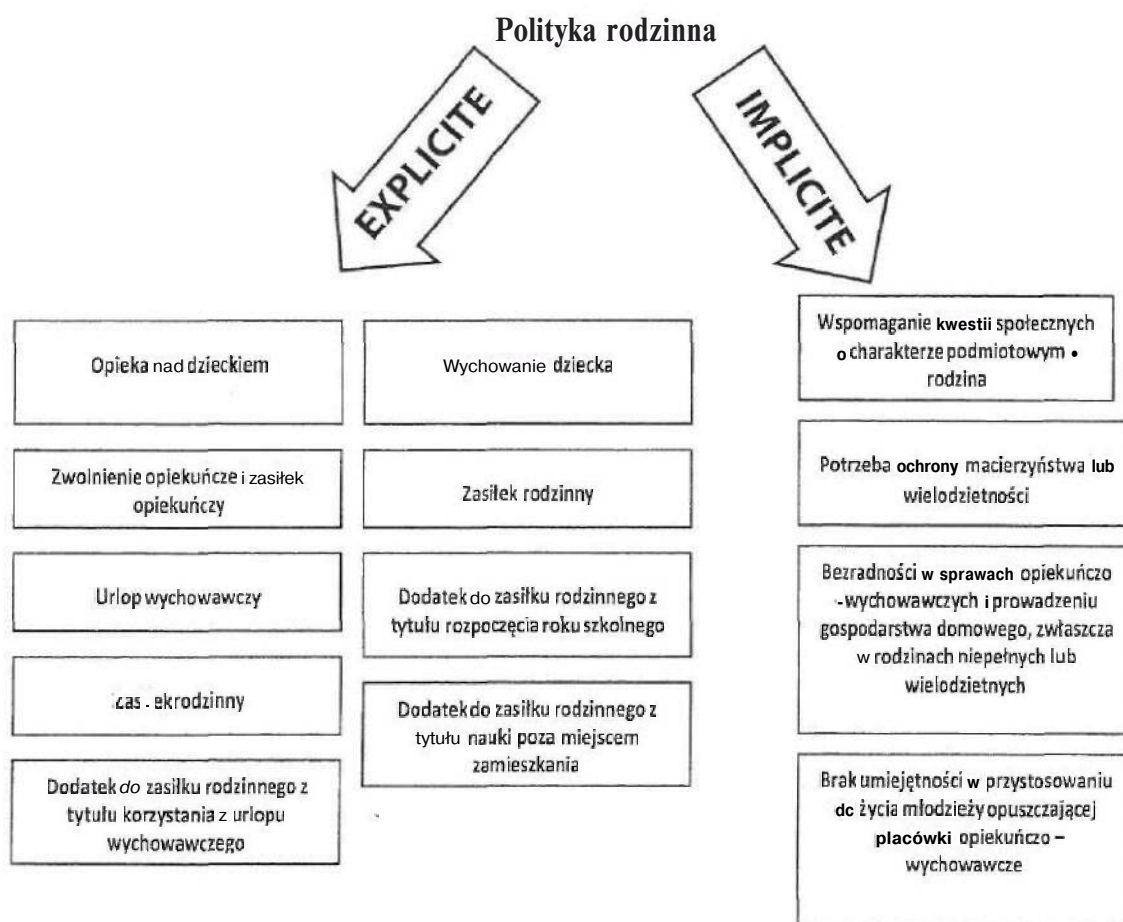 Polityka rodzinna
EXPLICITE
IMPLICITE
Opieka nad dzieckiem
Zwolnienie opiekuńcze i zasiłek
opiekuńczy
Urlop wychowawczy
ekrodzinny
Dodatek do zasiłku rodzinnego z
tytułu korzystania z urlopu
wychowawczego
Wychowanie dziecka
Zasiłek rodzinny
Dodatek do zasiłku rodzinnego z
tytułu rozpoczęcia roku szkolnego
Dodatek do zasiłku rodzinnego z
tytułu nauki poza miejscem
zamieszkania
Wspomaganie kwestii społecznych
o charakterze podmiotowym •
rodzina
Potrzeba ochrony macierzyństwa lub
wielodzietności
Bezradności w sprawach opiekuńczo
-wychowawczych i prowadzeniu
gospodarstwa domowego, zwłaszcza
w rodzinach niepełnych lub
wielodzietnych
Brak umiejętności w przystosowaniu
dc życia młodzieży opuszczającej
placówki opiekuńczo –
wychowawcze